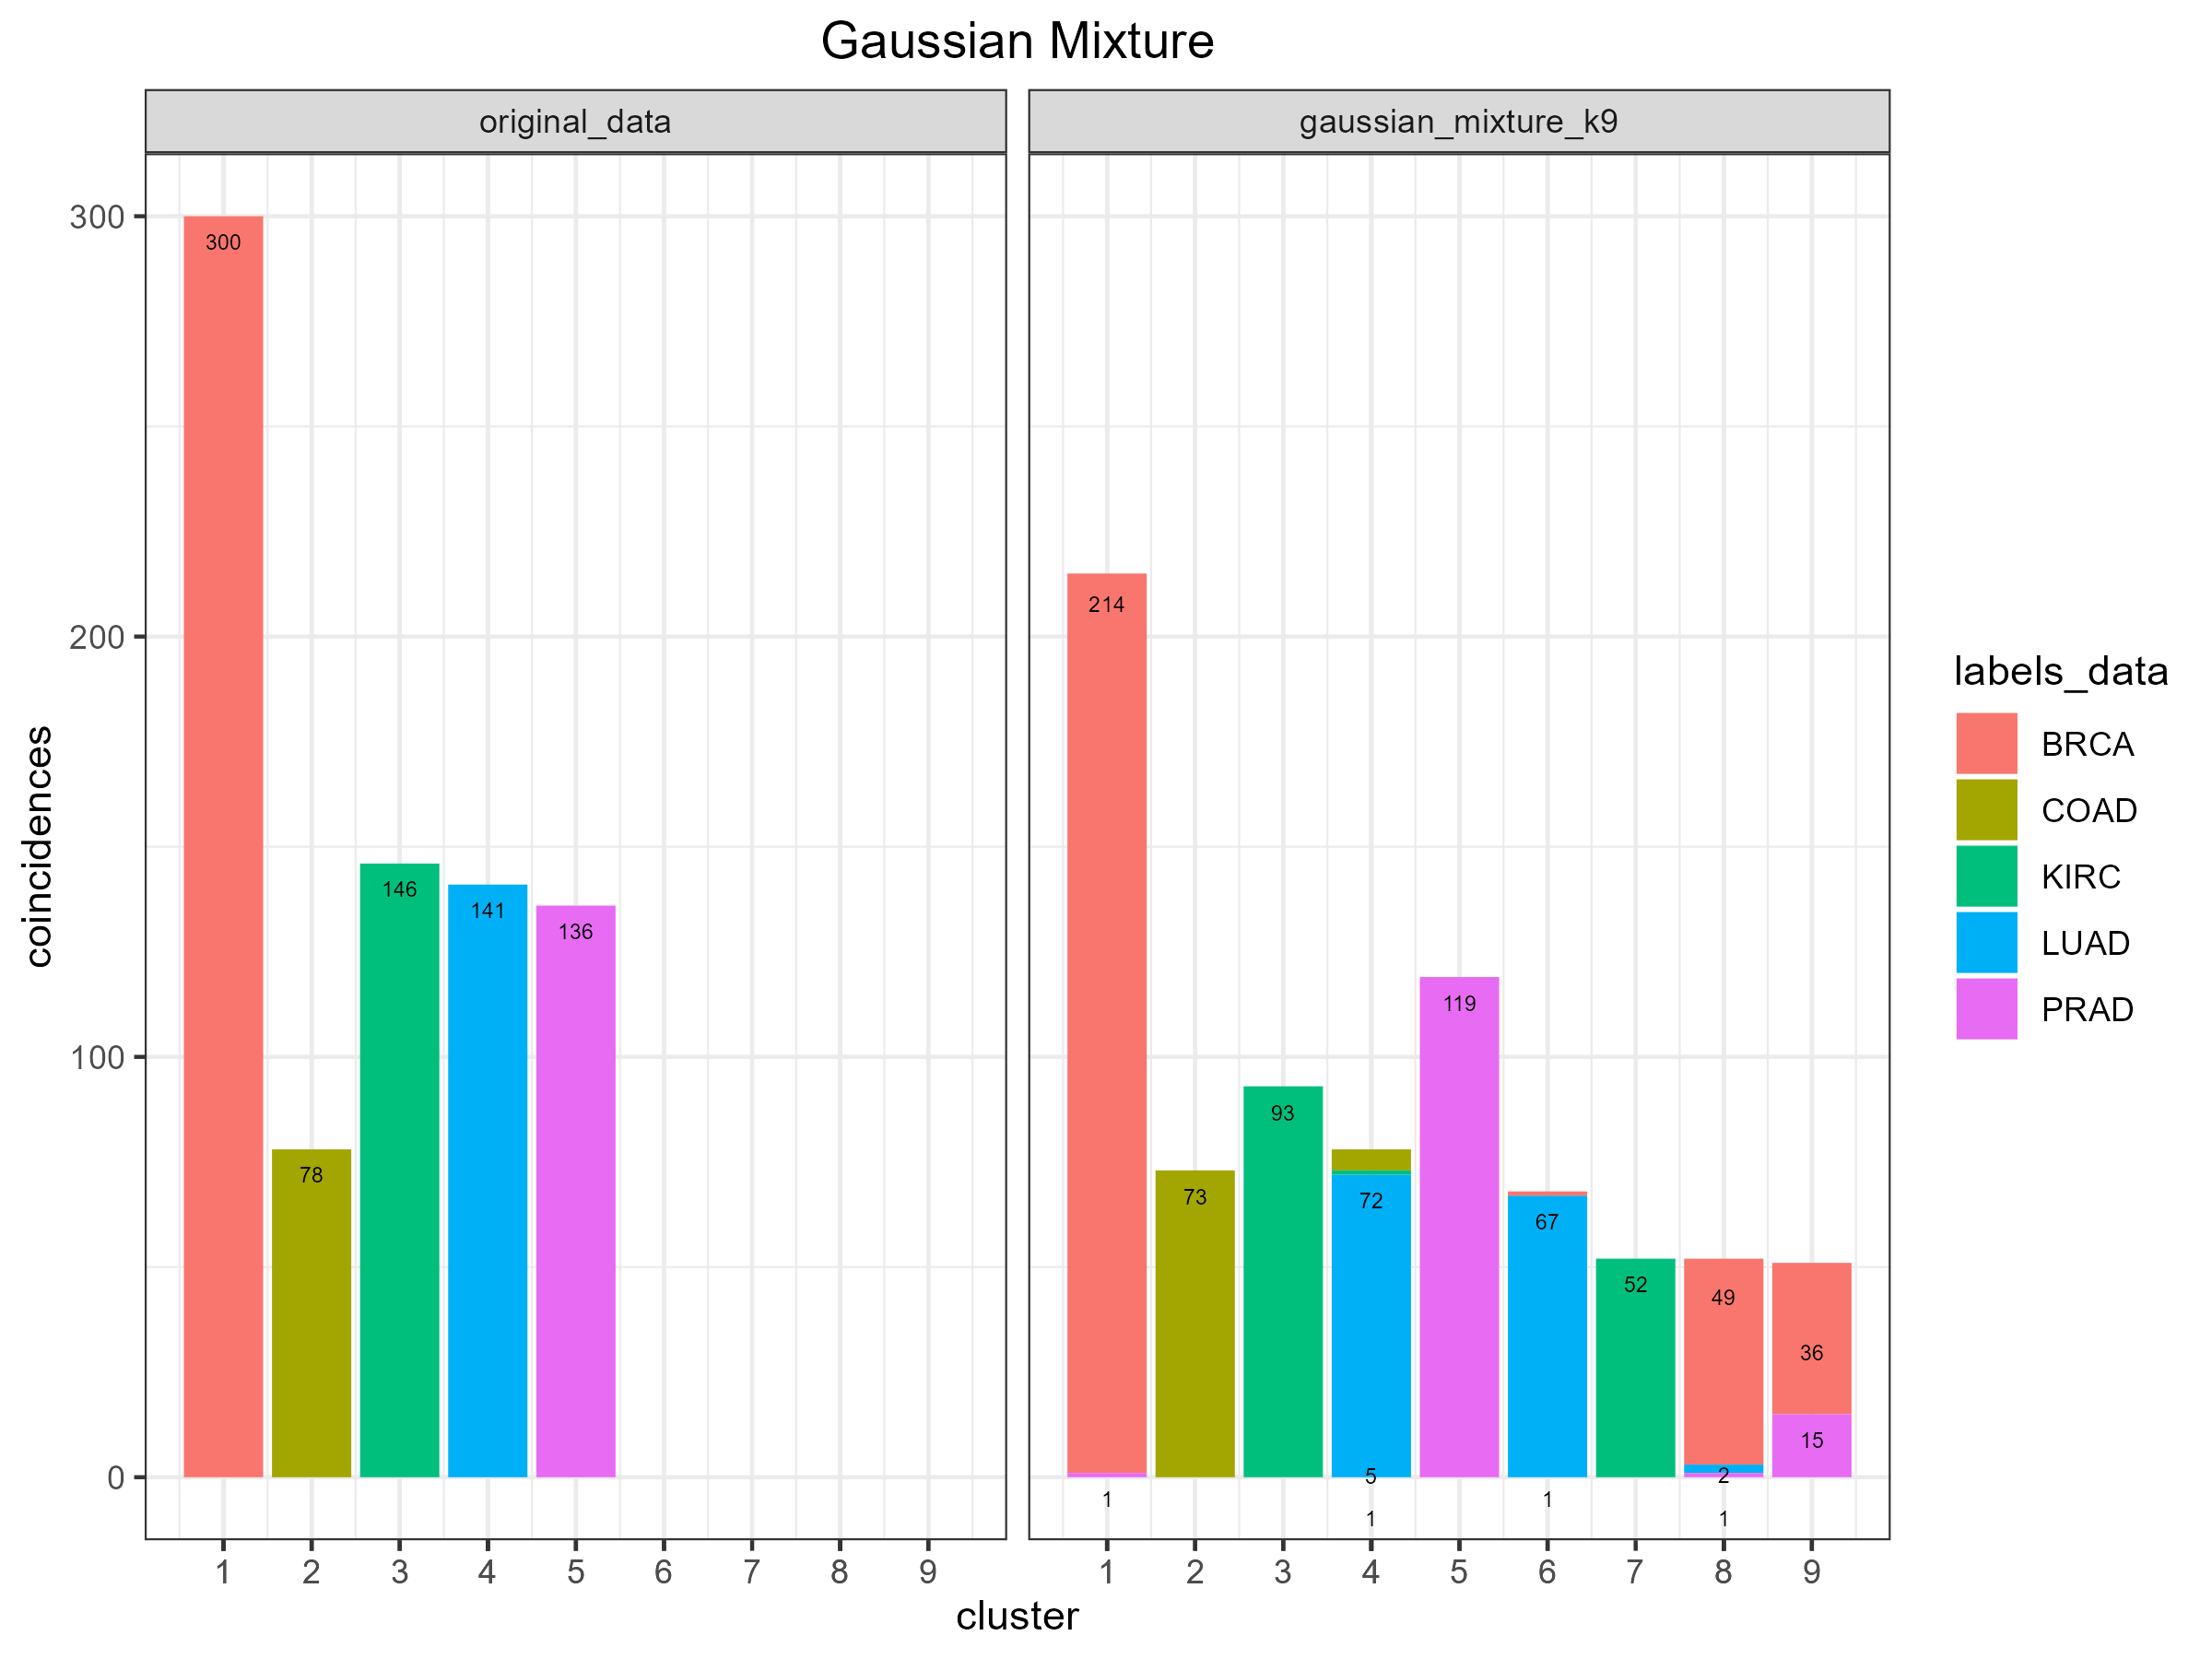 Gaussian Mixture
original_data
gaussian_mixture_k9
coincidences
300
200
100
0
300
78
146
141
136
214
1
73
93
72
5
1
119
67
1
52
49
2
1
36
15
1 2 3 4 5 6 7 8 9
1 2 3 4 5 6 7 8 9
cluster
labels_data
BRCA
COAD
KIRC
LUAD
PRAD